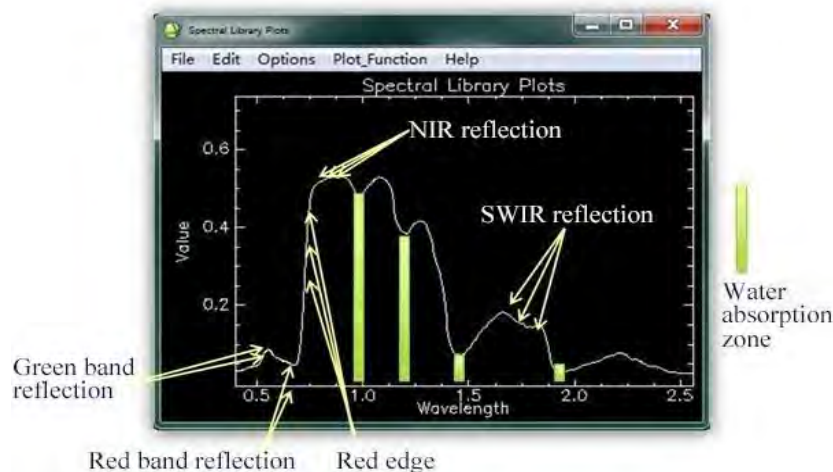 Spectral Library Plots
File Edit Options Plot_Function Help
Spectral Library Plots
NIR reflection
0.6
SWIR reflection
0.4
Value
0.2
Water
absorption
zone
Green band
reflection
0.5 1.0 1.5 2.0 2.5
Wavelength
Red band reflection Red edge